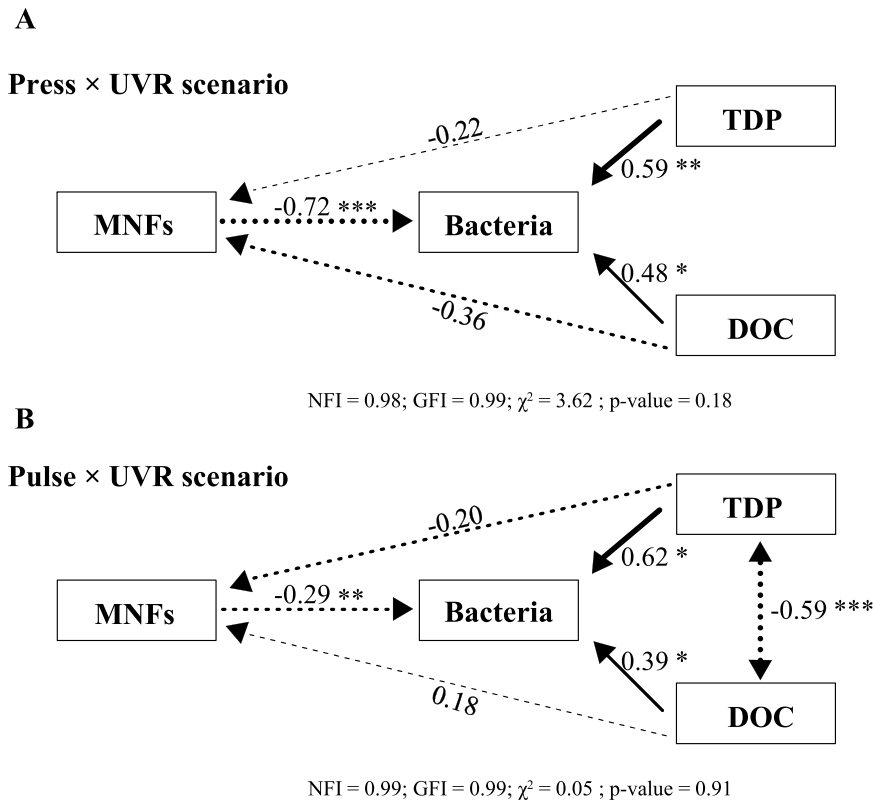 A
Press × UVR scenario
TDP
-0.22
0.59 **
MNFs
-0.72 ***
Bacteria
0.48 *
-0.36
DOC
NFI = 0.98; GFI = 0.99; χ² = 3.62 ; p-value = 0.18
B
Pulse × UVR scenario
TDP
-0.20
0.62 *
MNFs
-0.29 **
Bacteria
-0.59 ***
0.39 *
0.18
DOC
NFI = 0.99; GFI = 0.99; χ² = 0.05 ; p-value = 0.91